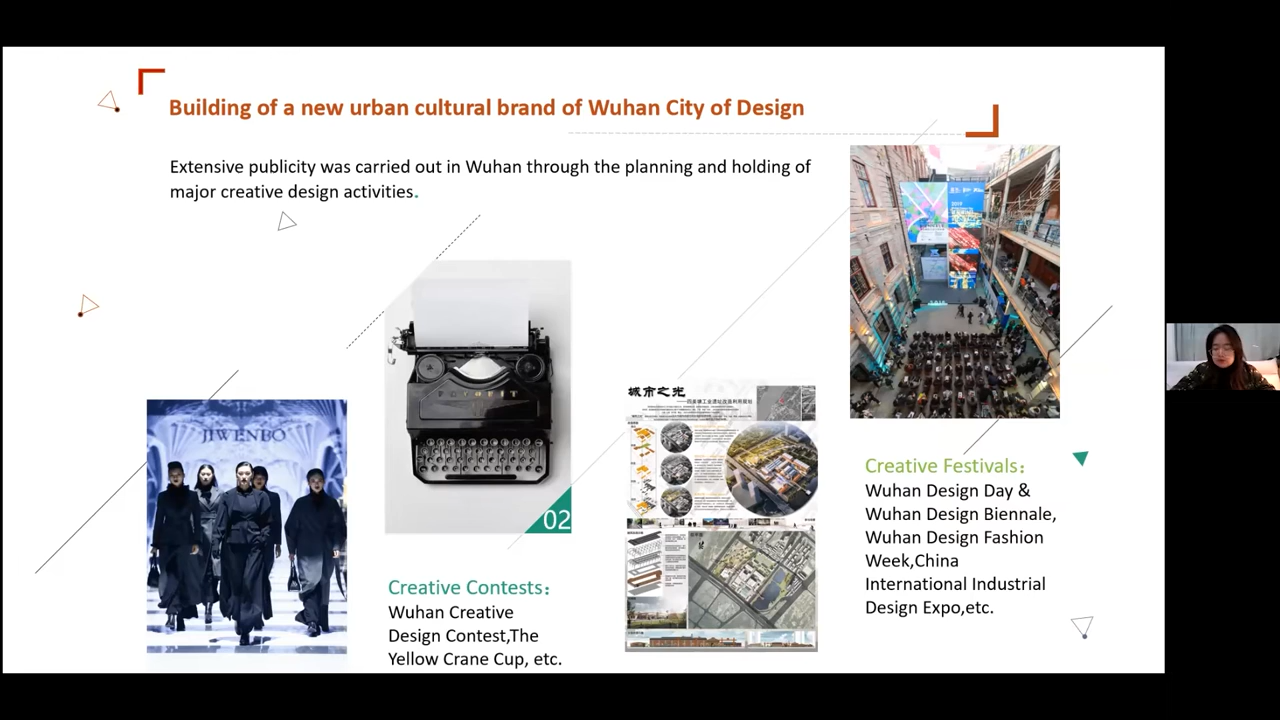 Building of a new urban cultural brand of Wuhan City of Design
Extensive publicity was carried out in Wuhan through the planning and holding of
major creative design activities.
JIWENBO
02
Creative Contests：
Wuhan Creative
Design Contest,The
Yellow Crane Cup, etc.
城市之光
2019
Creative Festivals：
Wuhan Design Day &
Wuhan Design Biennale,
Wuhan Design Fashion
Week,China
International Industrial
Design Expo,etc.